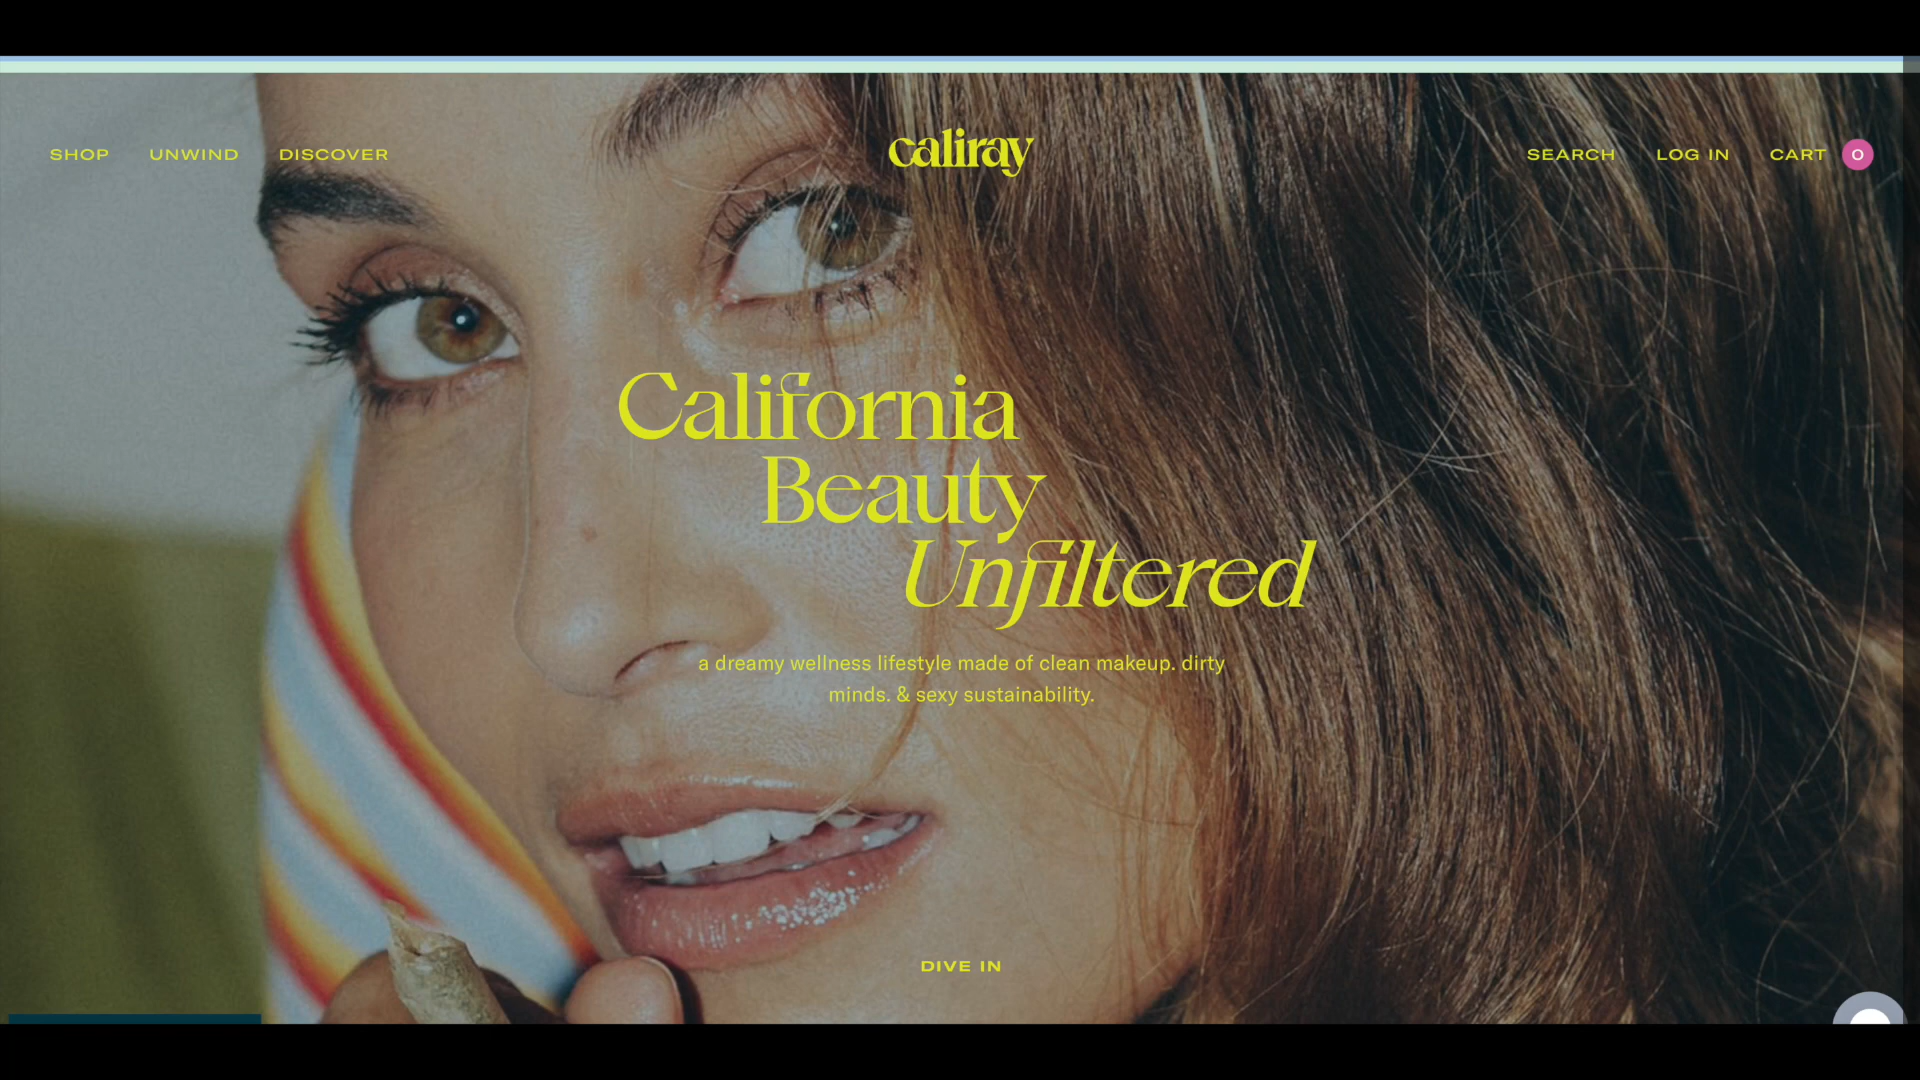 SHOP UNWIND DISCOVER caliray SEARCH LOG IN CART 0
California
Beauty
Unfiltered
a dreamy wellness lifestyle made of clean makeup. dirty
minds. & sexy sustainability.
DIVE IN